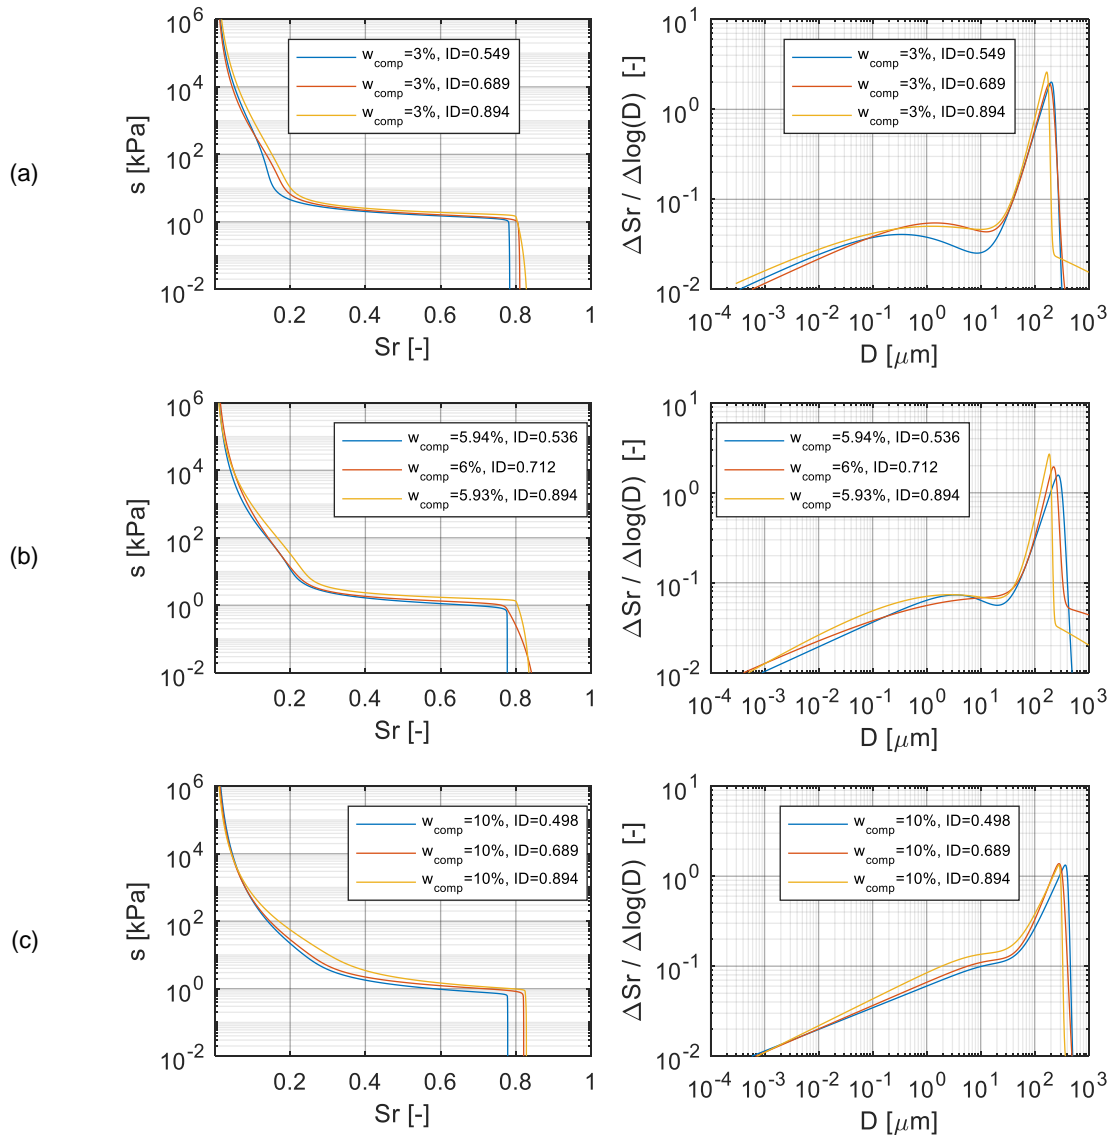 (a)
s [kPa]
10^6
10^4
10^2
10^0
10^-2
w_comp=3%, ID=0.549
w_comp=3%, ID=0.689
w_comp=3%, ID=0.894
0.2 0.4 0.6 0.8 1
Sr [-]
ΔSr / Δlog(D) [-]
10^1
10^0
10^-1
10^-2
w_comp=3%, ID=0.549
w_comp=3%, ID=0.689
w_comp=3%, ID=0.894
10^-4 10^-3 10^-2 10^-1 10^0 10^1 10^2 10^3
D [μm]
(b)
s [kPa]
10^6
10^4
10^2
10^0
10^-2
w_comp=5.94%, ID=0.536
w_comp=6%, ID=0.712
w_comp=5.93%, ID=0.894
0.2 0.4 0.6 0.8 1
Sr [-]
ΔSr / Δlog(D) [-]
10^1
10^0
10^-1
10^-2
w_comp=5.94%, ID=0.536
w_comp=6%, ID=0.712
w_comp=5.93%, ID=0.894
10^-4 10^-3 10^-2 10^-1 10^0 10^1 10^2 10^3
D [μm]
(c)
s [kPa]
10^6
10^4
10^2
10^0
10^-2
w_comp=10%, ID=0.498
w_comp=10%, ID=0.689
w_comp=10%, ID=0.894
0.2 0.4 0.6 0.8 1
Sr [-]
ΔSr / Δlog(D) [-]
10^1
10^0
10^-1
10^-2
w_comp=10%, ID=0.498
w_comp=10%, ID=0.689
w_comp=10%, ID=0.894
10^-4 10^-3 10^-2 10^-1 10^0 10^1 10^2 10^3
D [μm]